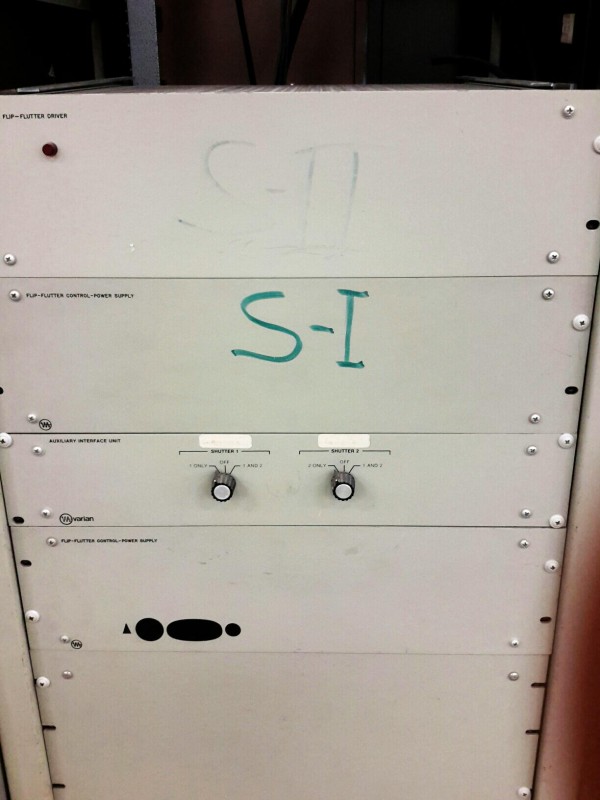 FLIP-FLUTTER DRIVER
S-II
FLIP-FLUTTER CONTROL-POWER SUPPLY
S-I
AUXILIARY INTERFACE UNIT
SHUTTER 1
SHUTTER 2
1 ONLY OFF 1 AND 2
2 ONLY OFF 1 AND 2
varian
FLIP-FLUTTER CONTROL-POWER SUPPLY